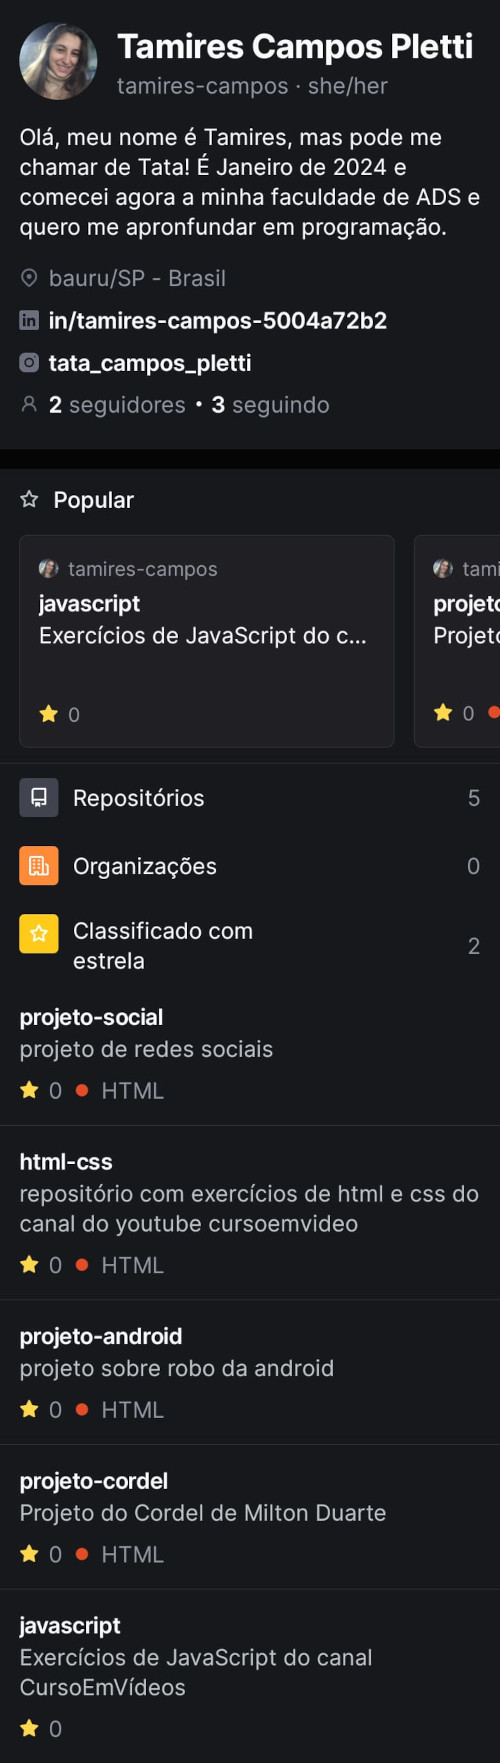 Tamires Campos Pletti
tamires-campos · she/her
Olá, meu nome é Tamires, mas pode me
chamar de Tata! É Janeiro de 2024 e
comecei agora a minha faculdade de ADS e
quero me apronfundar em programação.
bauru/SP - Brasil
in/tamires-campos-5004a72b2
tata_campos_pletti
2 seguidores • 3 seguindo
Popular
tamires-campos
javascript
Exercícios de JavaScript do c...
0
tami
projeto
Projeto
0
Repositórios 5
Organizações 0
Classificado com
estrela 2
projeto-social
projeto de redes sociais
0 HTML
html-css
repositório com exercícios de html e css do
canal do youtube cursoemvideo
0 HTML
projeto-android
projeto sobre robo da android
0 HTML
projeto-cordel
Projeto do Cordel de Milton Duarte
0 HTML
javascript
Exercícios de JavaScript do canal
CursoEmVídeos
0